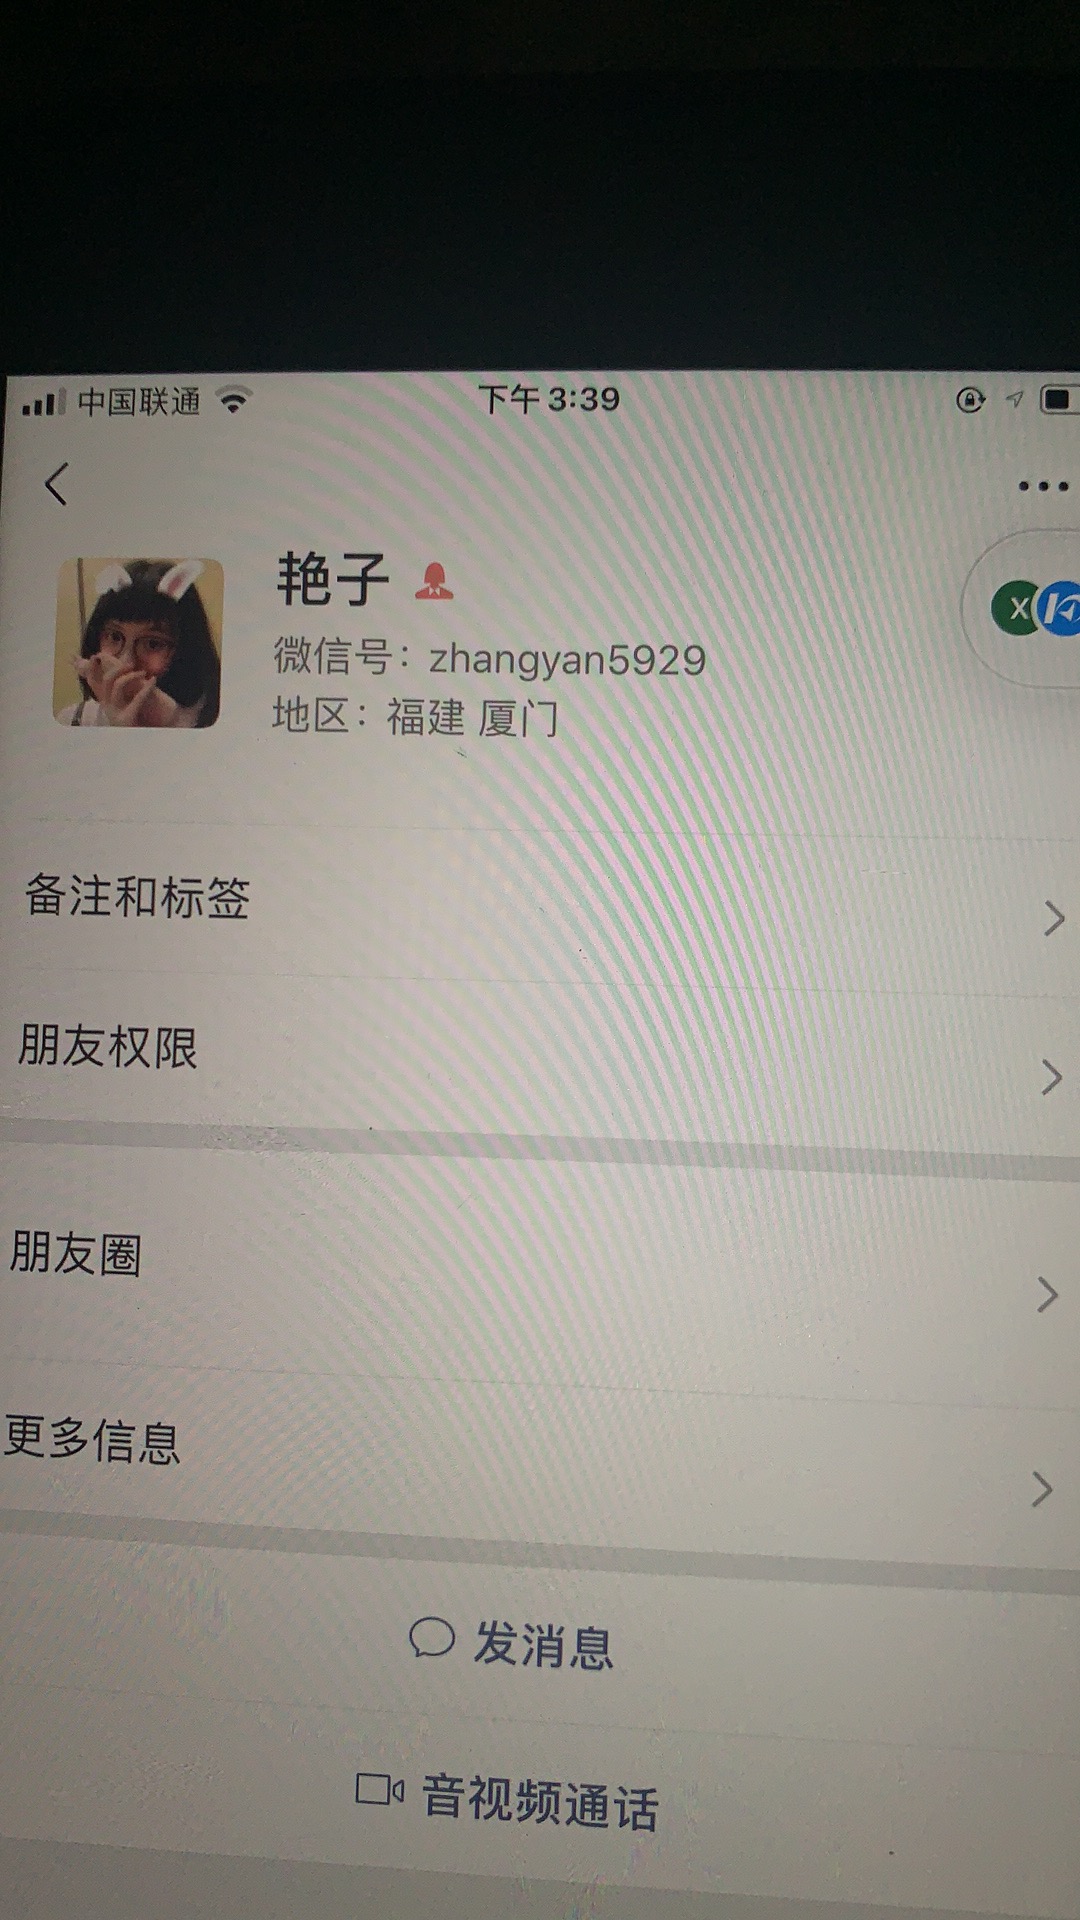 中国联通 下午3:39
艳子
微信号：zhangyan5929
地区：福建 厦门
X
备注和标签
朋友权限
朋友圈
更多信息
发消息
音视频通话